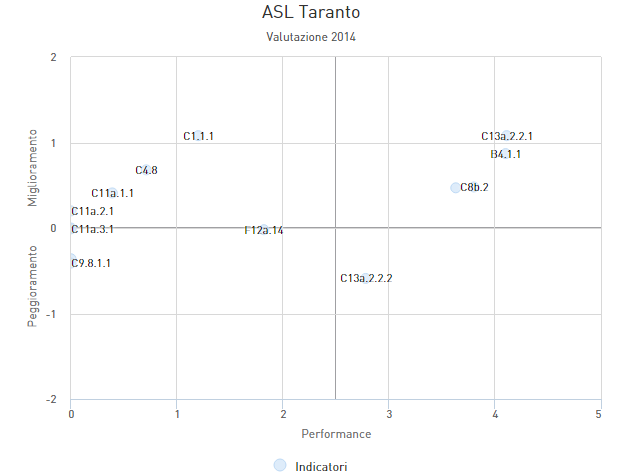 ASL Taranto
Valutazione 2014
Miglioramento
Peggioramento
2
1
0
-1
-2
C1.1.1
C13a.2.2.1
B4.1.1
C4.8
C8b.2
C11a.1.1
C11a.2.1
C11a.3.1
F12a.14
C9.8.1.1
C13a.2.2.2
0
1
2
3
4
5
Performance
Indicatori